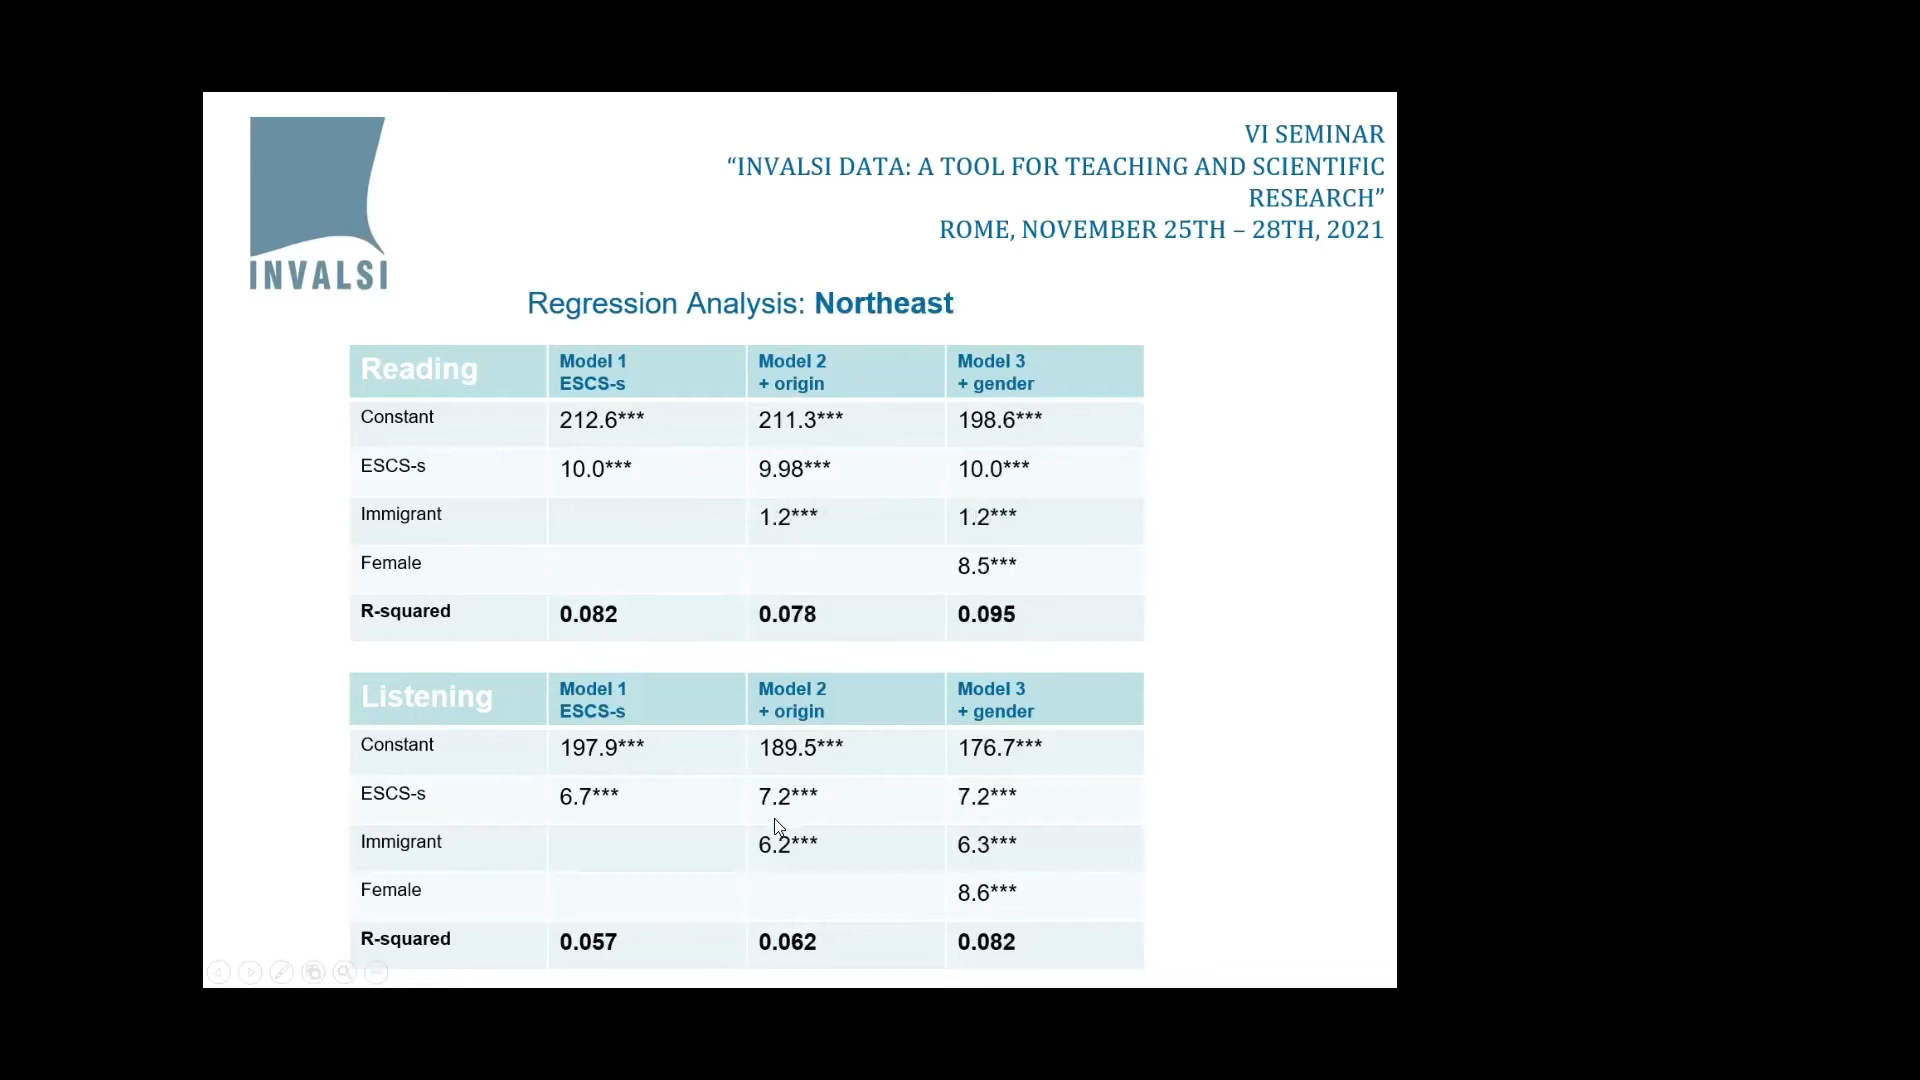 INVALSI
VI SEMINAR
“INVALSI DATA: A TOOL FOR TEACHING AND SCIENTIFIC
RESEARCH”
ROME, NOVEMBER 25TH – 28TH, 2021
Regression Analysis: Northeast
Reading Model 1 ESCS-s Model 2 + origin Model 3 + gender
Constant 212.6*** 211.3*** 198.6***
ESCS-s 10.0*** 9.98*** 10.0***
Immigrant 1.2*** 1.2***
Female 8.5***
R-squared 0.082 0.078 0.095
Listening Model 1 ESCS-s Model 2 + origin Model 3 + gender
Constant 197.9*** 189.5*** 176.7***
ESCS-s 6.7*** 7.2*** 7.2***
Immigrant 6.2*** 6.3***
Female 8.6***
R-squared 0.057 0.062 0.082